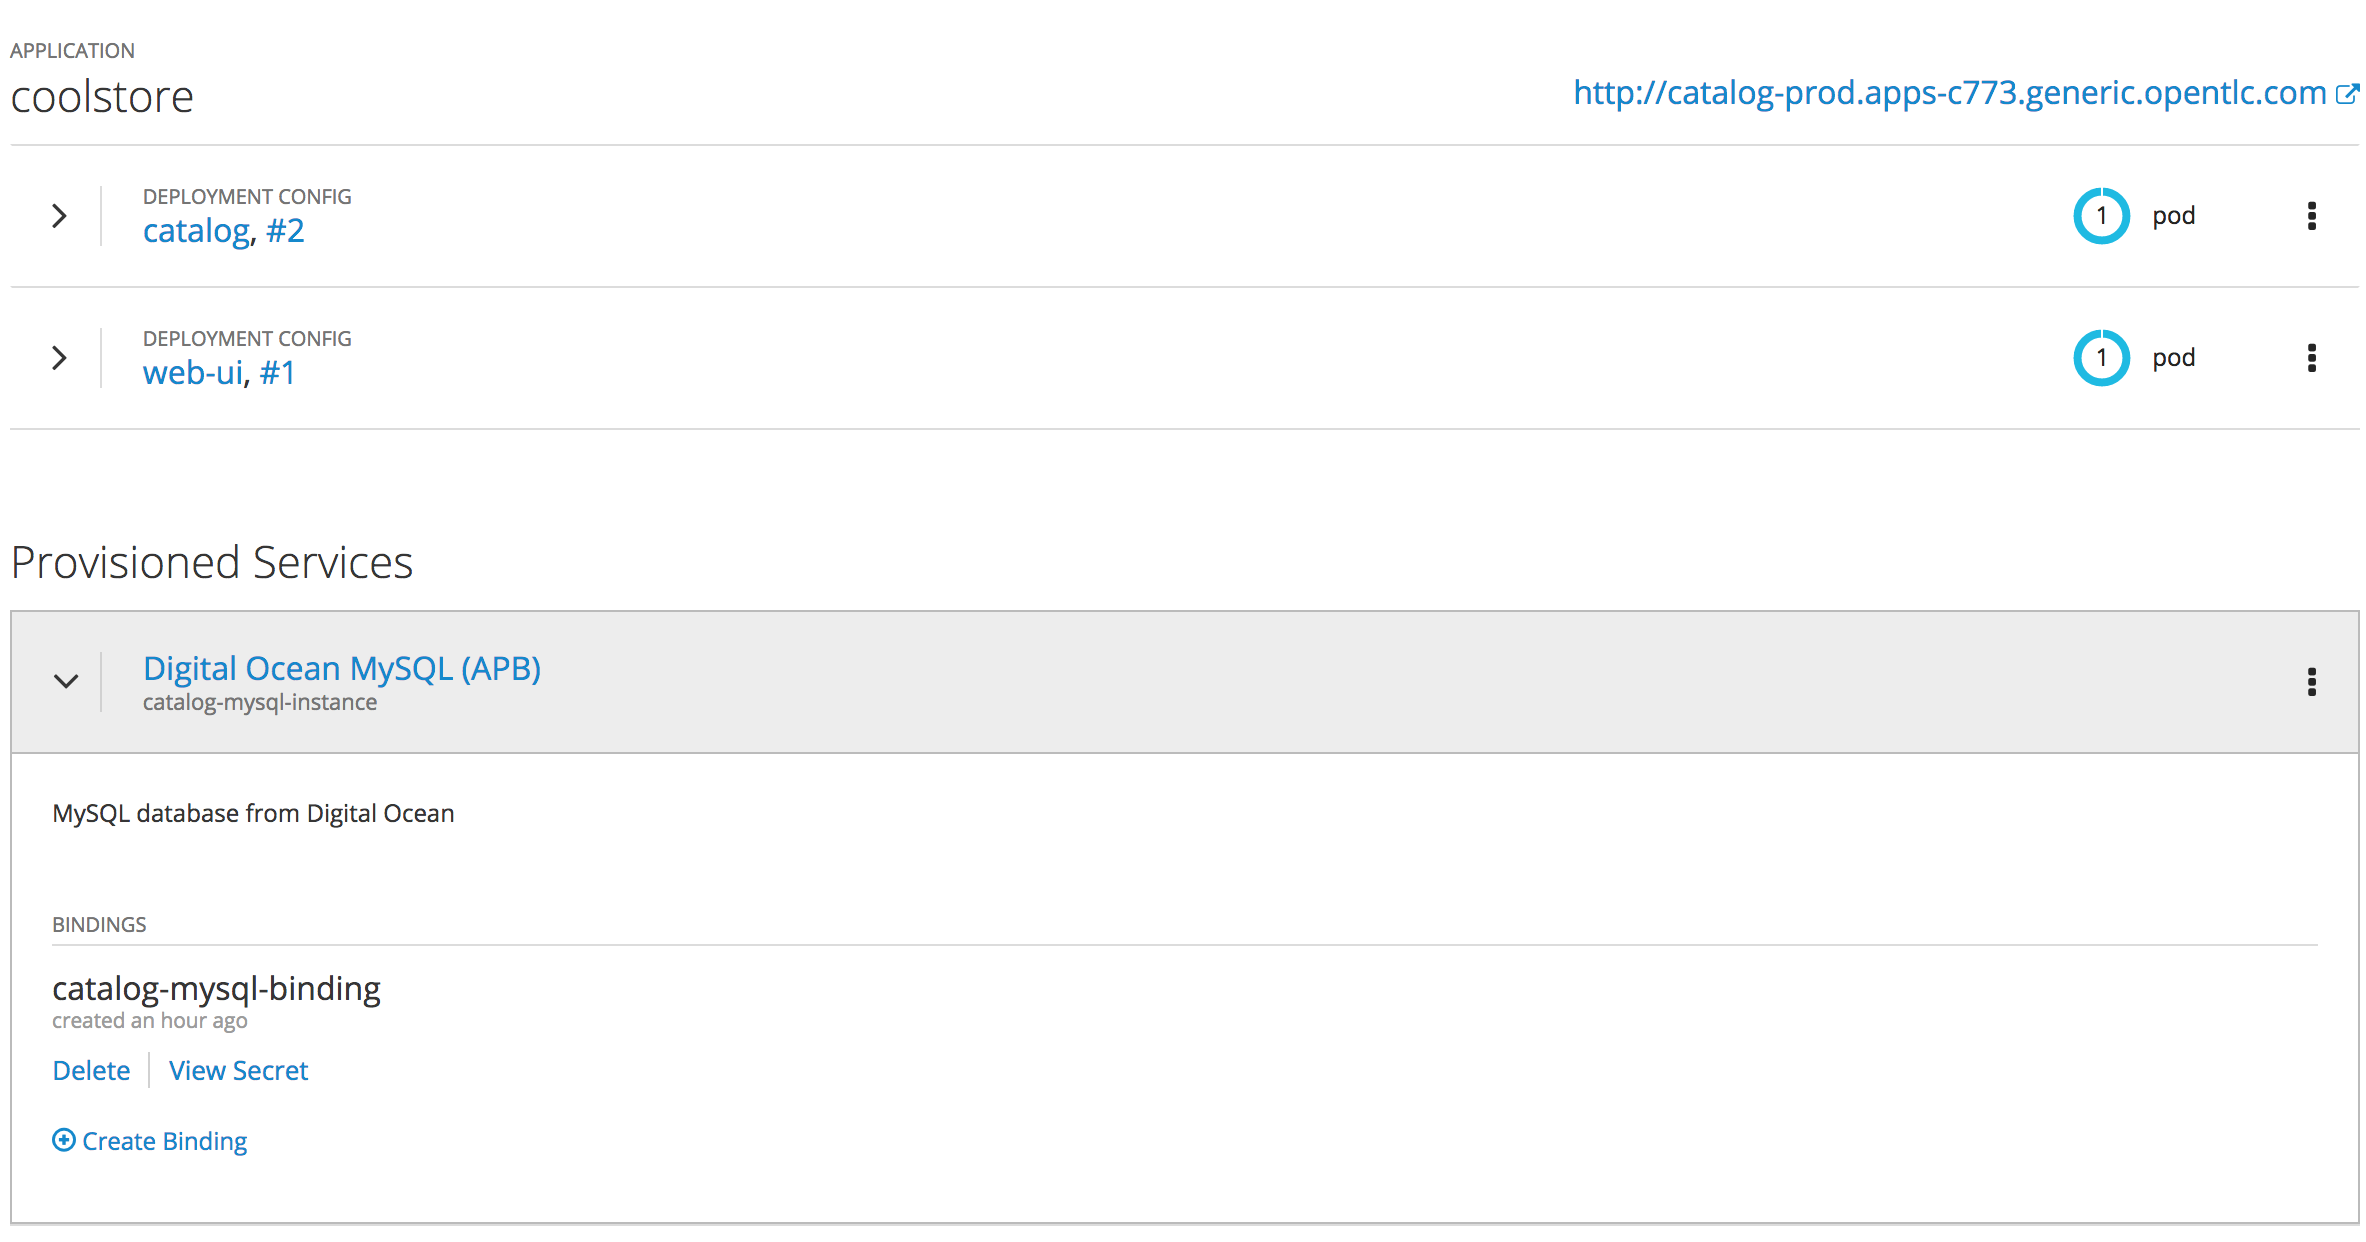 APPLICATION
coolstore
http://catalog-prod.apps-c773.generic.opentlc.com
DEPLOYMENT CONFIG
catalog, #2
1 pod
DEPLOYMENT CONFIG
web-ui, #1
1 pod
Provisioned Services
Digital Ocean MySQL (APB)
catalog-mysql-instance
MySQL database from Digital Ocean
BINDINGS
catalog-mysql-binding
created an hour ago
Delete View Secret
Create Binding